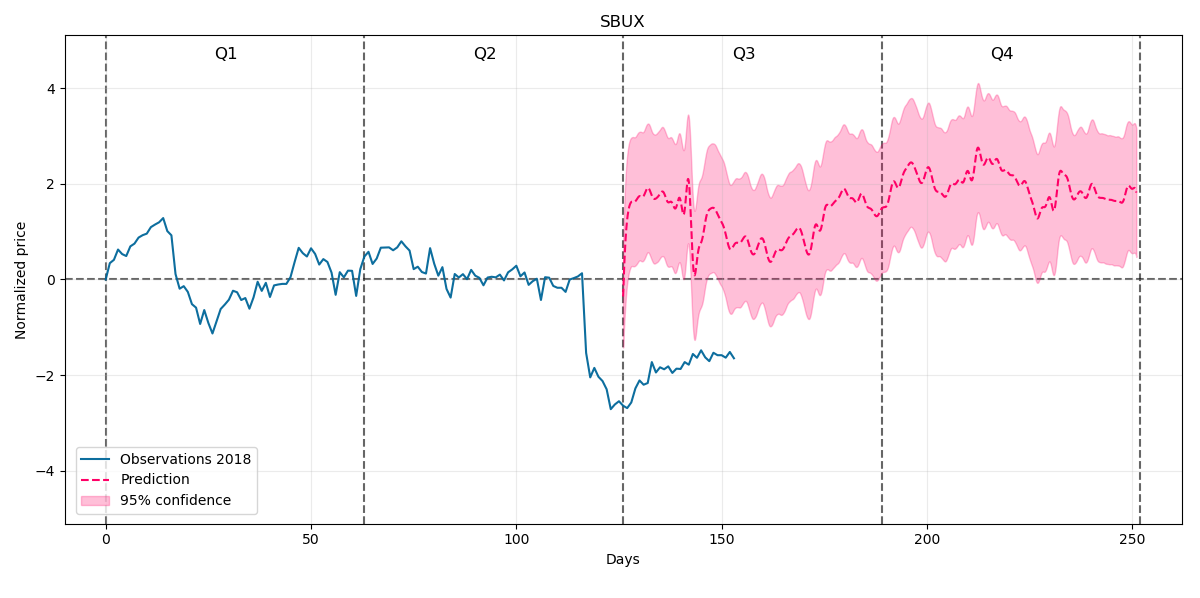 SBUX
Q1 Q2 Q3 Q4
4
2
0
−2
−4
Normalized price
Observations 2018
Prediction
95% confidence
0 50 100 150 200 250
Days